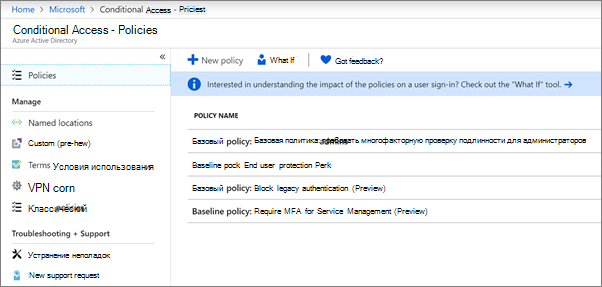 Home > Microsoft > Conditional Access - Priciest
Conditional Access - Policies
Azure Active Directory
«
Policies
Manage
Named locations
Custom (pre-hew)
Terms Условия использования
VPN corn
Классический
Troubleshooting + Support
Устранение неполадок
New support request
+ New policy What If Got feedback?
Interested in understanding the impact of the policies on a user sign-in? Check out the "What If" tool. →
POLICY NAME
Базовый policy: Базовая политика: требовать многофакторную проверку подлинности для администраторов
Baseline pock End user protection Perk
Базовый policy: Block legacy authentication (Preview)
Baseline policy: Require MFA for Service Management (Preview)